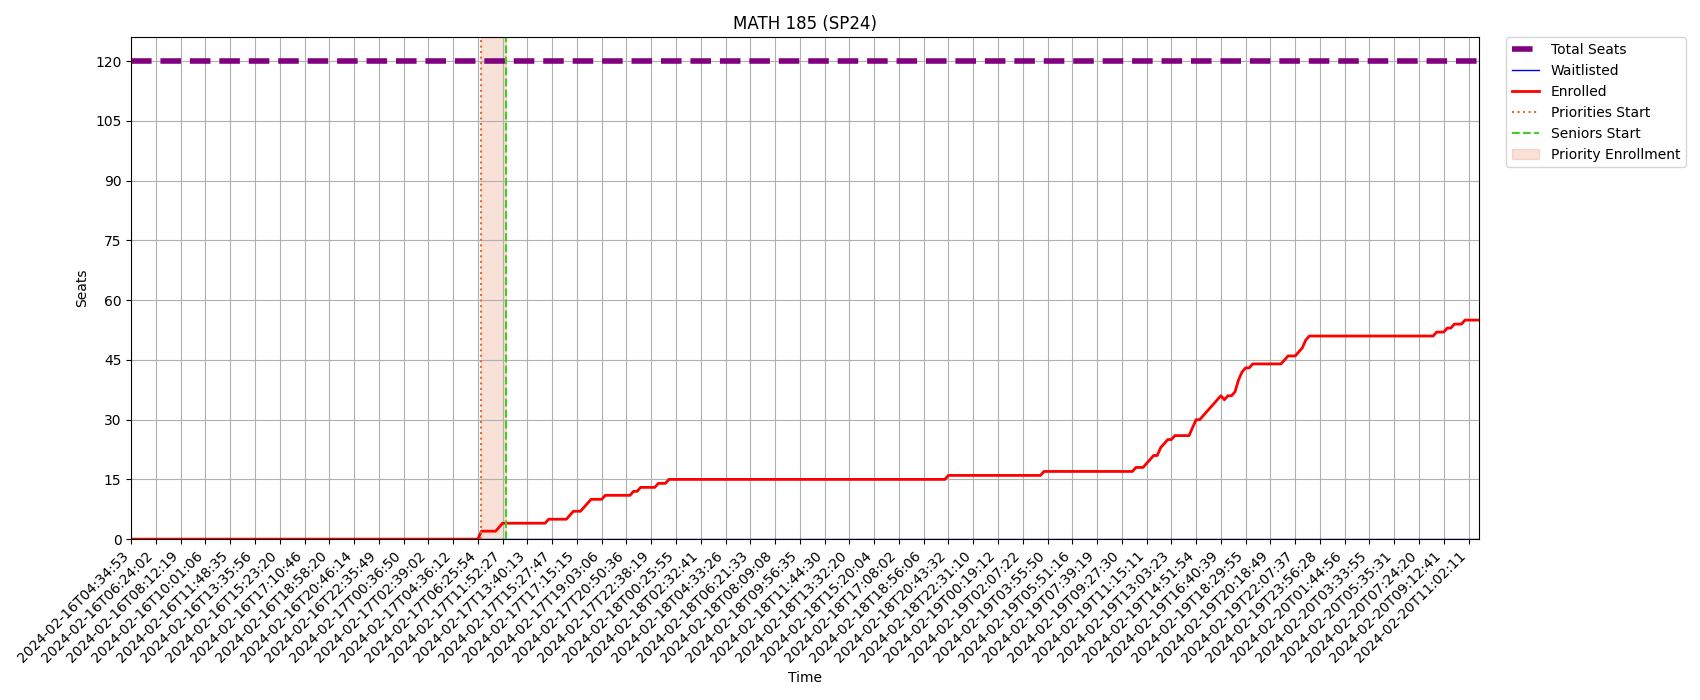 MATH 185 (SP24)
Total Seats
Waitlisted
Enrolled
Priorities Start
Seniors Start
Priority Enrollment
Seats
120
105
90
75
60
45
30
15
0
2024-02-16T04:34:53
2024-02-16T06:24:02
2024-02-16T08:12:19
2024-02-16T10:01:06
2024-02-16T11:48:35
2024-02-16T13:35:56
2024-02-16T15:23:20
2024-02-16T17:10:46
2024-02-16T18:58:20
2024-02-16T20:46:14
2024-02-16T22:35:49
2024-02-17T00:36:50
2024-02-17T02:39:02
2024-02-17T04:36:12
2024-02-17T06:25:54
2024-02-17T11:52:27
2024-02-17T13:40:13
2024-02-17T15:27:47
2024-02-17T17:15:15
2024-02-17T19:03:06
2024-02-17T20:50:36
2024-02-17T22:38:19
2024-02-18T00:25:55
2024-02-18T02:32:41
2024-02-18T04:33:26
2024-02-18T06:21:33
2024-02-18T08:09:08
2024-02-18T09:56:35
2024-02-18T11:44:30
2024-02-18T13:32:20
2024-02-18T15:20:04
2024-02-18T17:08:02
2024-02-18T18:56:06
2024-02-18T20:43:32
2024-02-18T22:31:10
2024-02-19T00:19:12
2024-02-19T02:07:22
2024-02-19T03:55:50
2024-02-19T05:51:16
2024-02-19T07:39:19
2024-02-19T09:27:30
2024-02-19T11:15:11
2024-02-19T13:03:23
2024-02-19T14:51:54
2024-02-19T16:40:39
2024-02-19T18:29:55
2024-02-19T20:18:49
2024-02-19T22:07:37
2024-02-19T23:56:28
2024-02-20T01:44:56
2024-02-20T03:33:55
2024-02-20T05:35:31
2024-02-20T07:24:20
2024-02-20T09:12:41
2024-02-20T11:02:11
Time